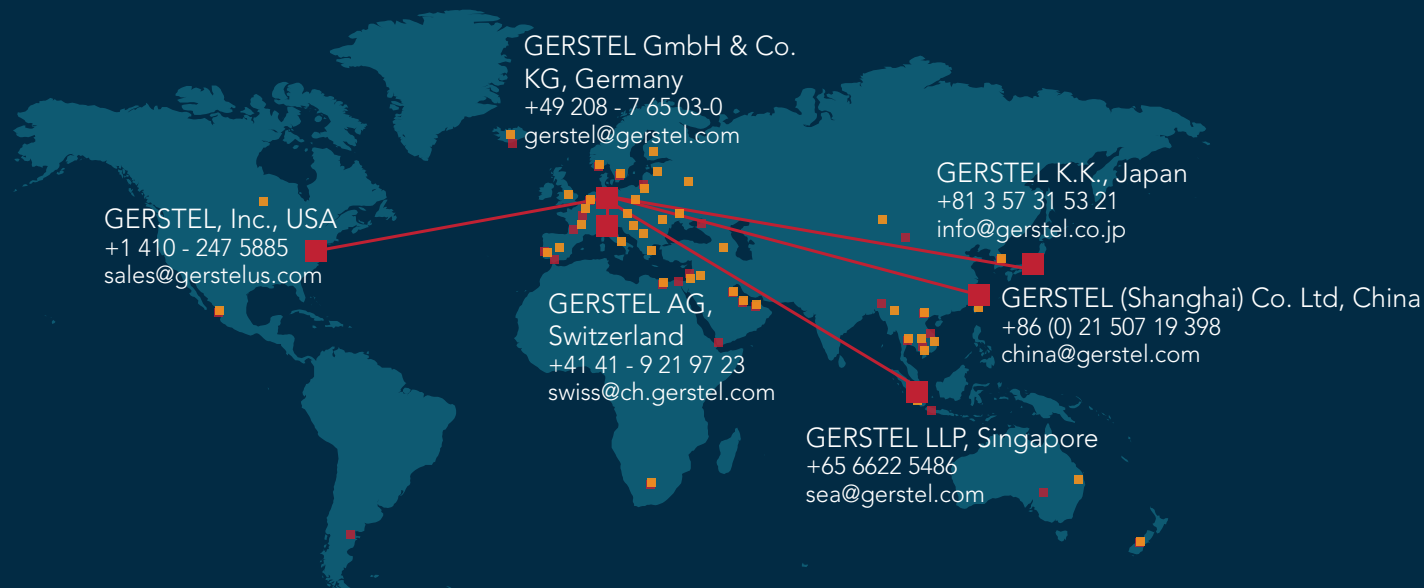 GERSTEL GmbH & Co.
KG, Germany
+49 208 - 7 65 03-0
gerstel@gerstel.com
GERSTEL K.K., Japan
+81 3 57 31 53 21
info@gerstel.co.jp
GERSTEL, Inc., USA
+1 410 - 247 5885
sales@gerstelus.com
GERSTEL AG,
Switzerland
+41 41 - 9 21 97 23
swiss@ch.gerstel.com
GERSTEL (Shanghai) Co. Ltd, China
+86 (0) 21 507 19 398
china@gerstel.com
GERSTEL LLP, Singapore
+65 6622 5486
sea@gerstel.com